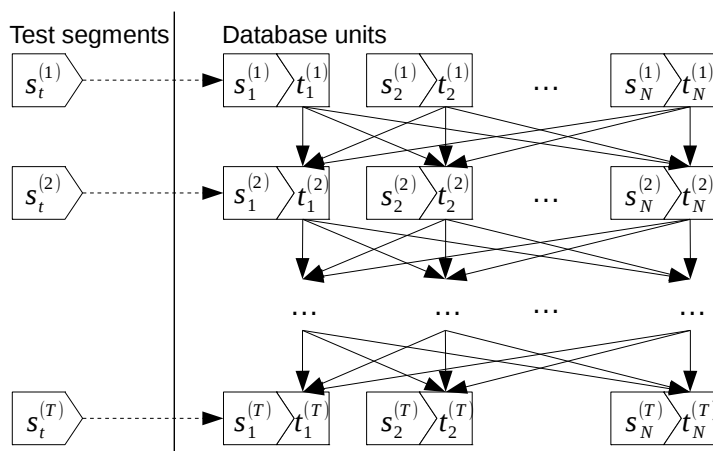 Test segments Database units
s_t^{(1)} s_1^{(1)} t_1^{(1)} s_2^{(1)} t_2^{(1)} ... s_N^{(1)} t_N^{(1)}
s_t^{(2)} s_1^{(2)} t_1^{(2)} s_2^{(2)} t_2^{(2)} ... s_N^{(2)} t_N^{(2)}
... ... ... ...
s_t^{(T)} s_1^{(T)} t_1^{(T)} s_2^{(T)} t_2^{(T)} s_N^{(T)} t_N^{(T)}